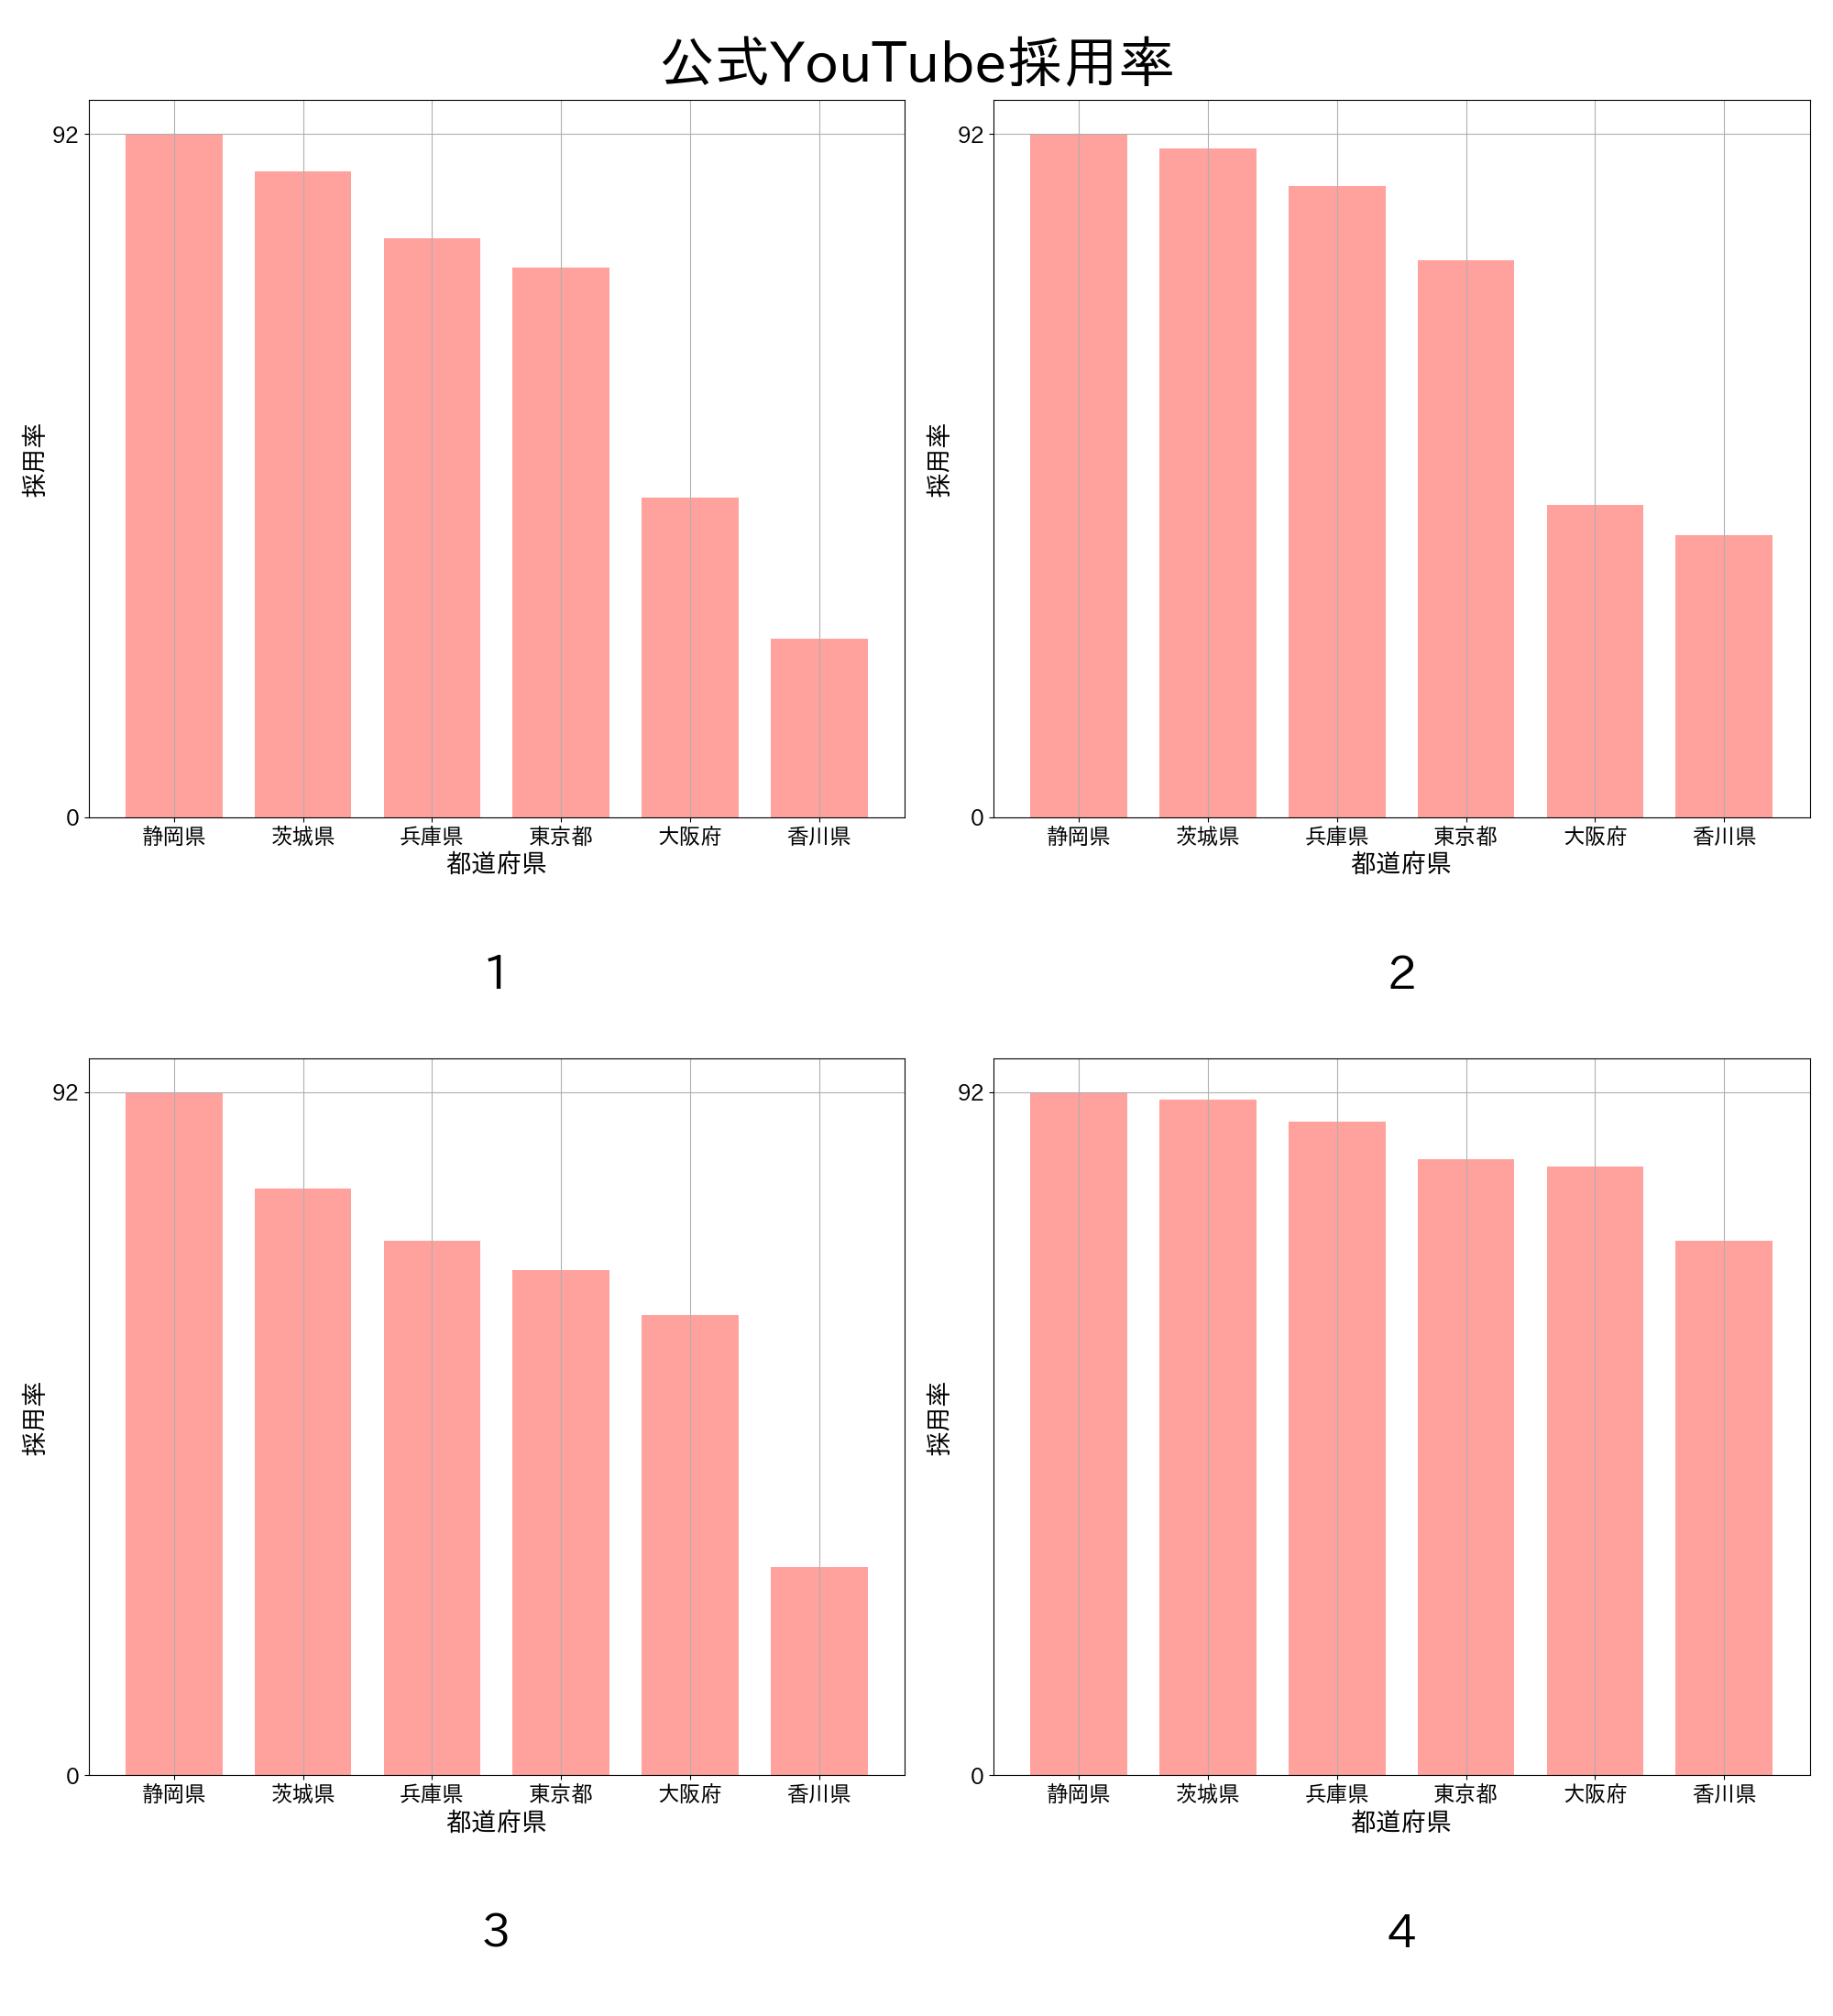 公式YouTube採用率
92
採用率
0
静岡県 茨城県 兵庫県 東京都 大阪府 香川県
都道府県
1
92
採用率
0
静岡県 茨城県 兵庫県 東京都 大阪府 香川県
都道府県
2
92
採用率
0
静岡県 茨城県 兵庫県 東京都 大阪府 香川県
都道府県
3
92
採用率
0
静岡県 茨城県 兵庫県 東京都 大阪府 香川県
都道府県
4